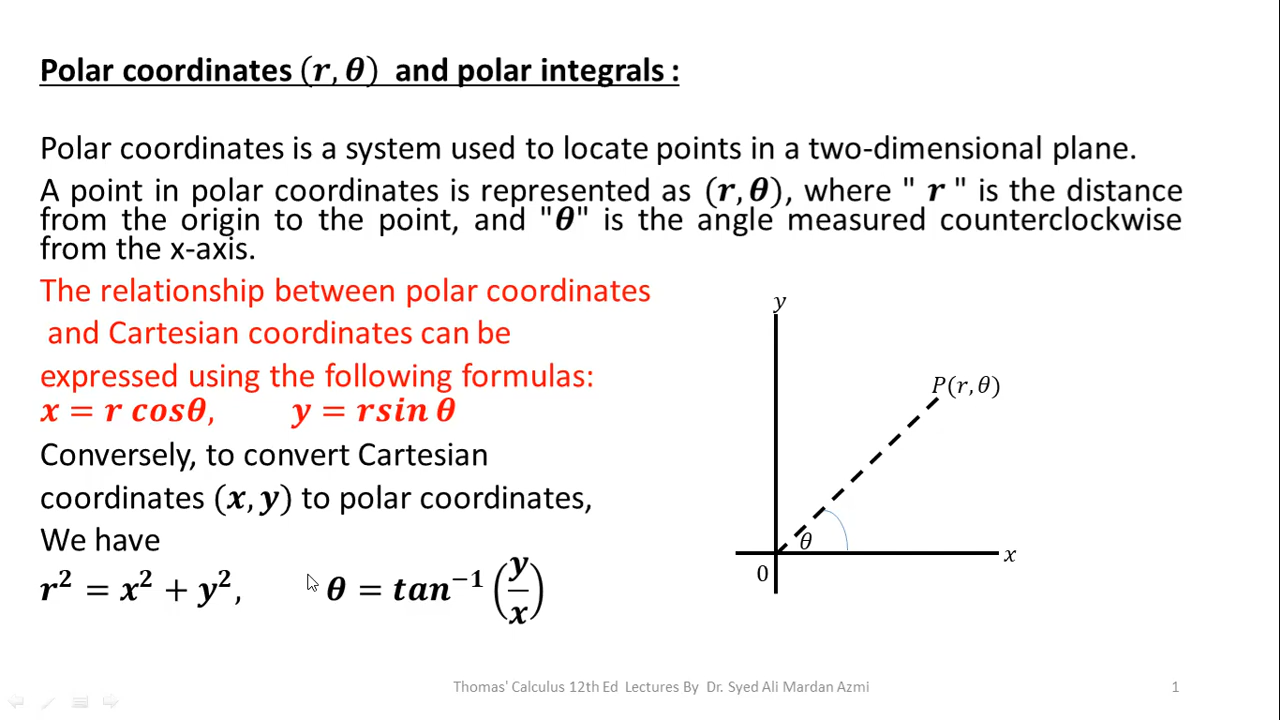 Polar coordinates (r, θ) and polar integrals :
Polar coordinates is a system used to locate points in a two-dimensional plane.
A point in polar coordinates is represented as (r, θ), where " r " is the distance
from the origin to the point, and "θ" is the angle measured counterclockwise
from the x-axis.
The relationship between polar coordinates
and Cartesian coordinates can be
expressed using the following formulas:
x = r cosθ, y = rsin θ
Conversely, to convert Cartesian
coordinates (x, y) to polar coordinates,
We have
r² = x² + y², θ = tan⁻¹(y/x)
y
P(r, θ)
θ
x
0
Thomas' Calculus 12th Ed Lectures By Dr. Syed Ali Mardan Azmi
1